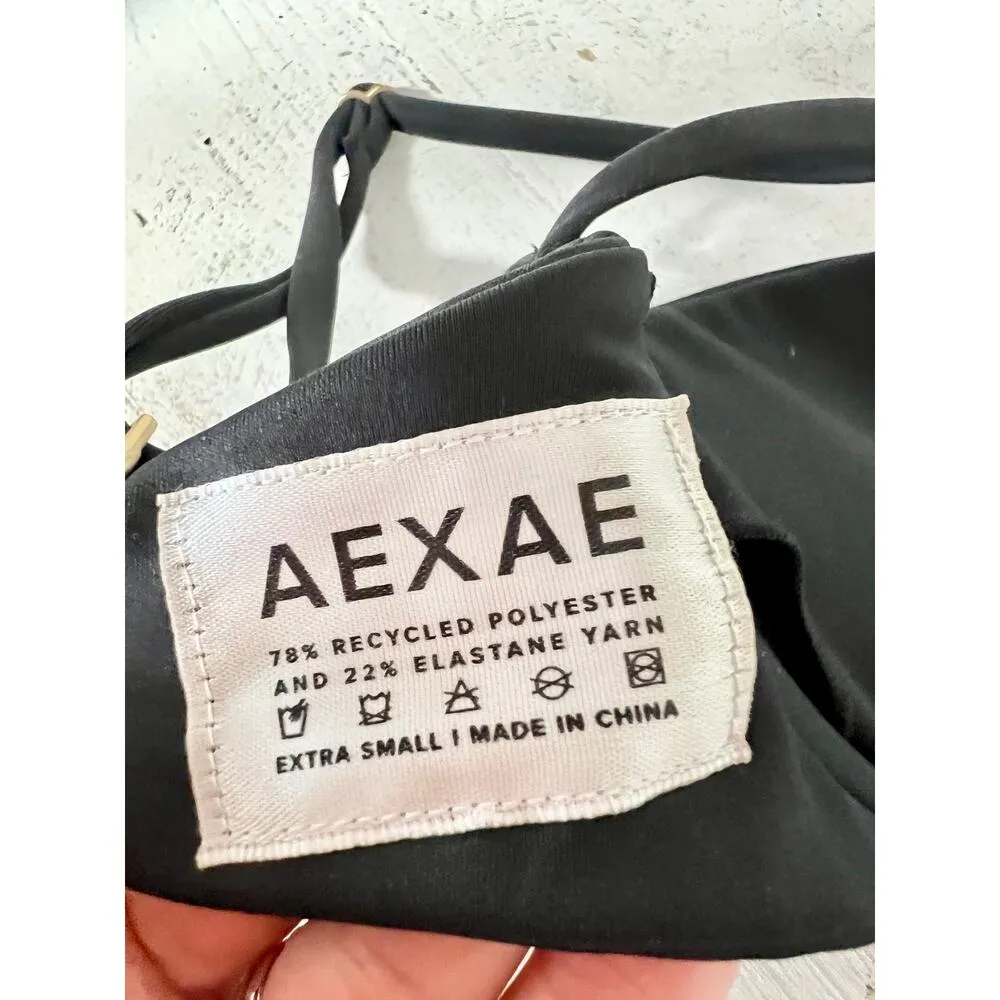 AEXAE
78% RECYCLED POLYESTER
AND 22% ELASTANE YARN
EXTRA SMALL | MADE IN CHINA